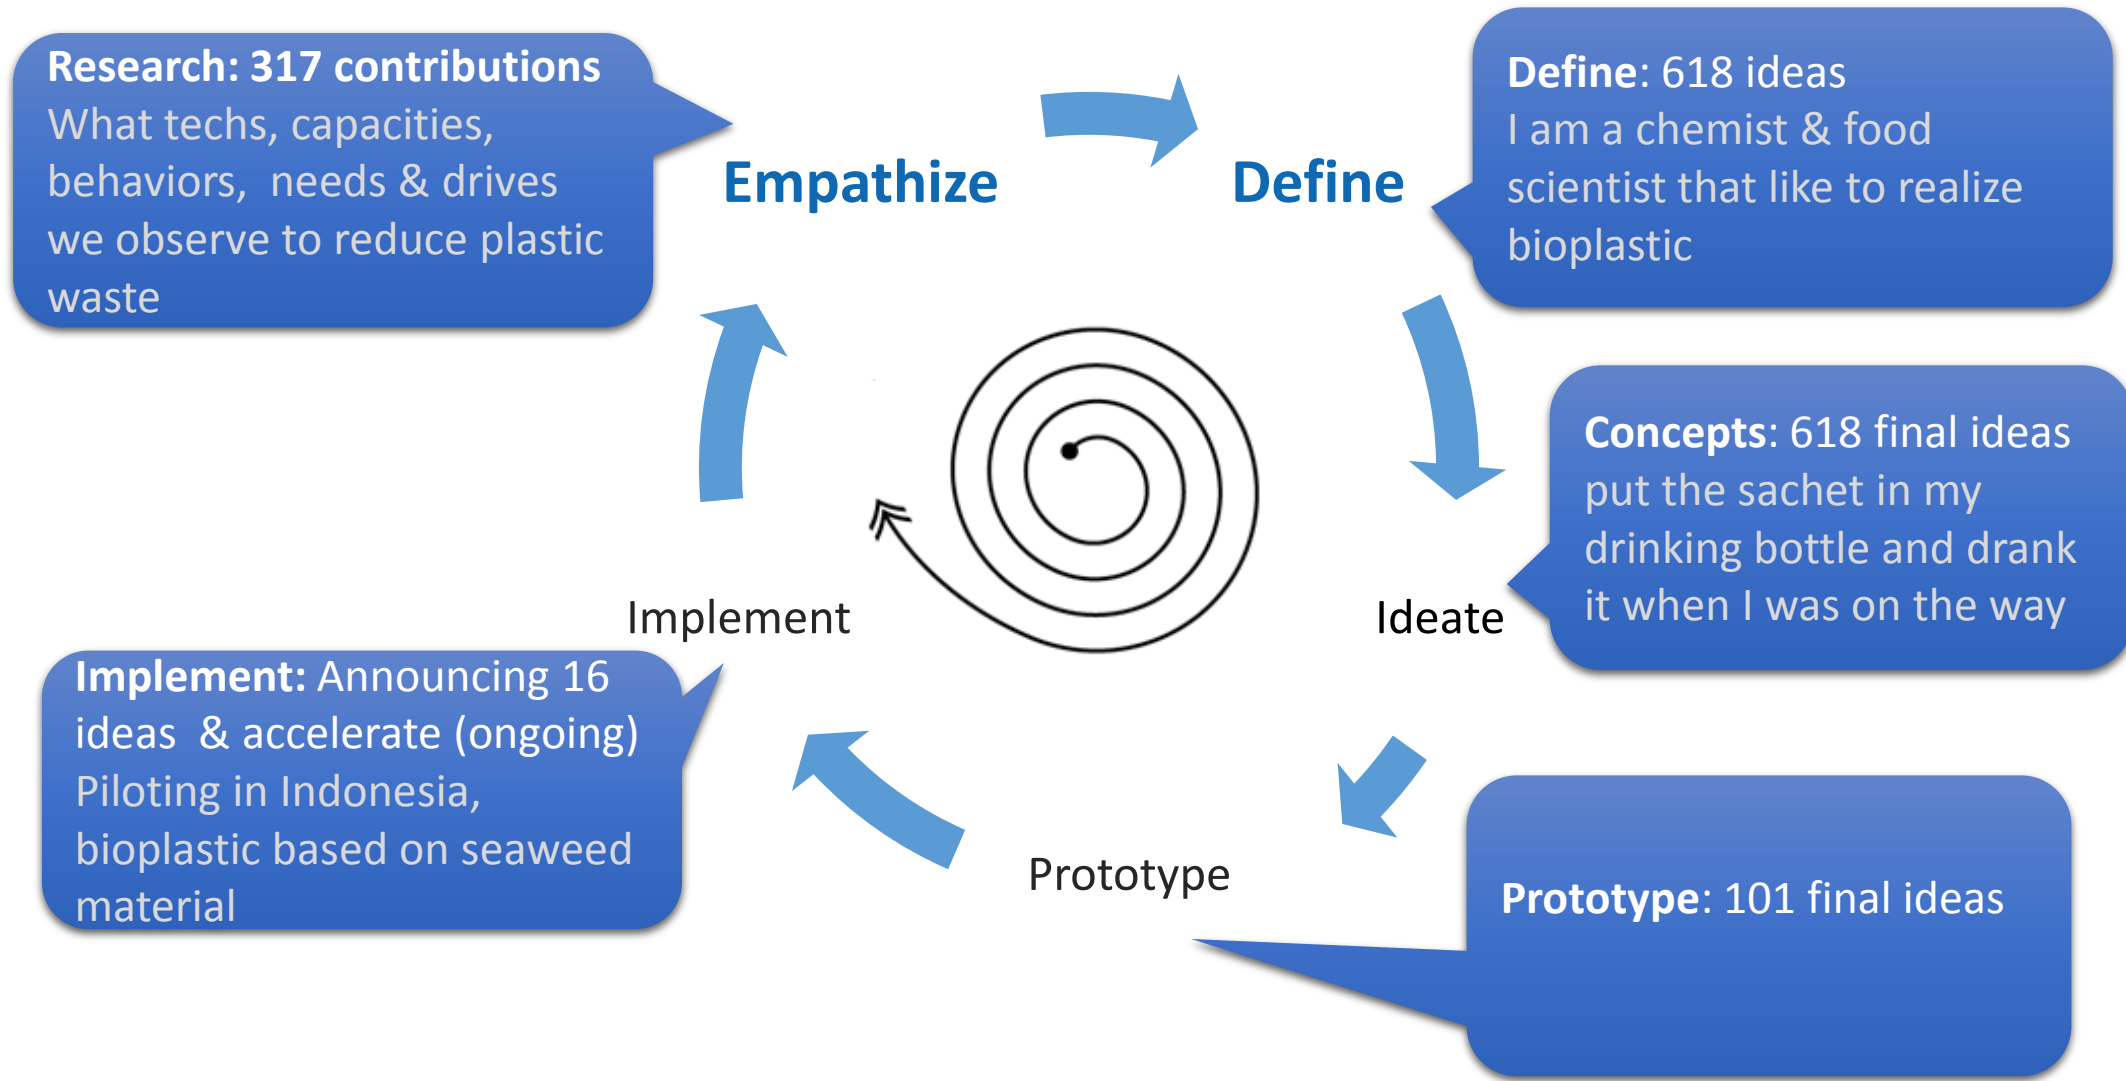 Research: 317 contributions
What techs, capacities,
behaviors, needs & drives
we observe to reduce plastic
waste
Empathize
Define
Define: 618 ideas
I am a chemist & food
scientist that like to realize
bioplastic
Concepts: 618 final ideas
put the sachet in my
drinking bottle and drank
it when I was on the way
Ideate
Implement
Implement: Announcing 16
ideas & accelerate (ongoing)
Piloting in Indonesia,
bioplastic based on seaweed
material
Prototype
Prototype: 101 final ideas